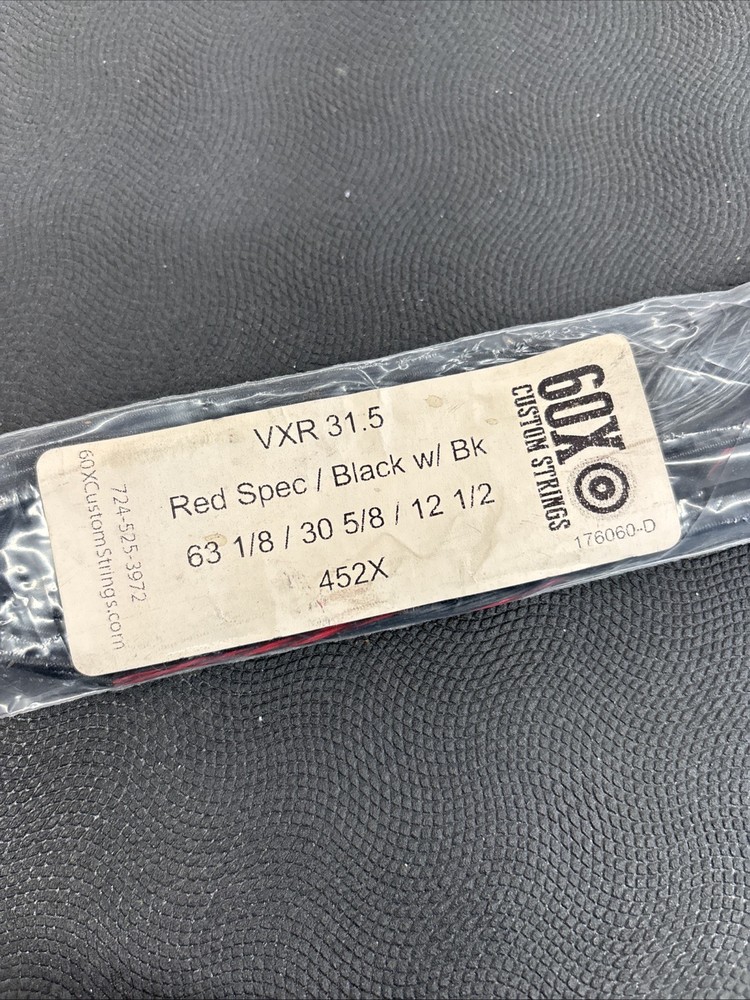 VXR 31.5
Red Spec / Black w/ Bk
63 1/8 / 30 5/8 / 12 1/2
452X
60X
CUSTOM STRINGS
176060-D
724-525-3972
60XCustomStrings.com